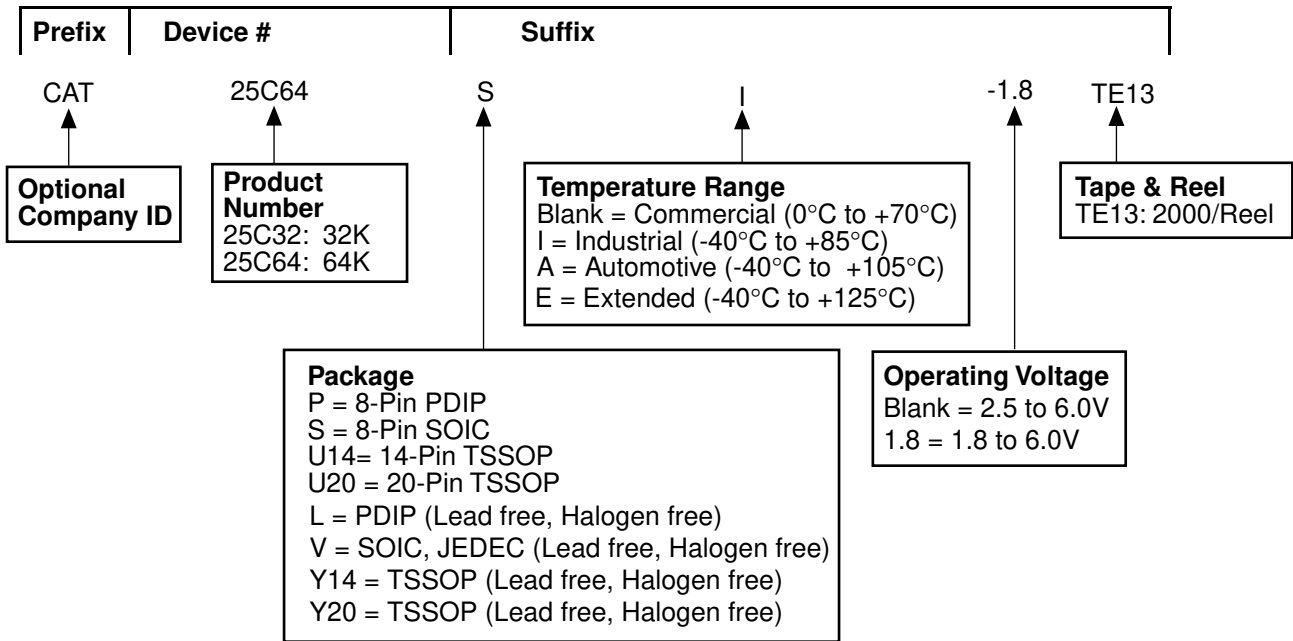 Prefix Device # Suffix
CAT 25C64 S I -1.8 TE13
Optional
Company ID
Product
Number
25C32: 32K
25C64: 64K
Temperature Range
Blank = Commercial (0°C to +70°C)
I = Industrial (-40°C to +85°C)
A = Automotive (-40°C to +105°C)
E = Extended (-40°C to +125°C)
Tape & Reel
TE13: 2000/Reel
Package
P = 8-Pin PDIP
S = 8-Pin SOIC
U14= 14-Pin TSSOP
U20 = 20-Pin TSSOP
L = PDIP (Lead free, Halogen free)
V = SOIC, JEDEC (Lead free, Halogen free)
Y14 = TSSOP (Lead free, Halogen free)
Y20 = TSSOP (Lead free, Halogen free)
Operating Voltage
Blank = 2.5 to 6.0V
1.8 = 1.8 to 6.0V